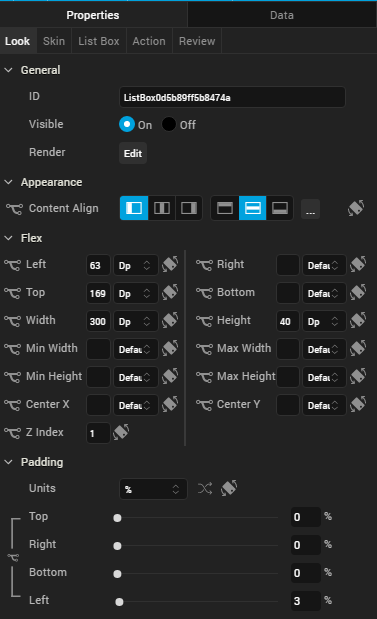 Properties Data
Look Skin List Box Action Review
General
ID ListBox0d5b89ff5b8474a
Visible On Off
Render Edit
Appearance
Content Align ...
Flex
Left 63 Dp Right Defau
Top 169 Dp Bottom Defau
Width 300 Dp Height 40 Dp
Min Width Defau Max Width Defau
Min Height Defau Max Height Defau
Center X Defau Center Y Defau
Z Index 1
Padding
Units %
Top 0 %
Right 0 %
Bottom 0 %
Left 3 %